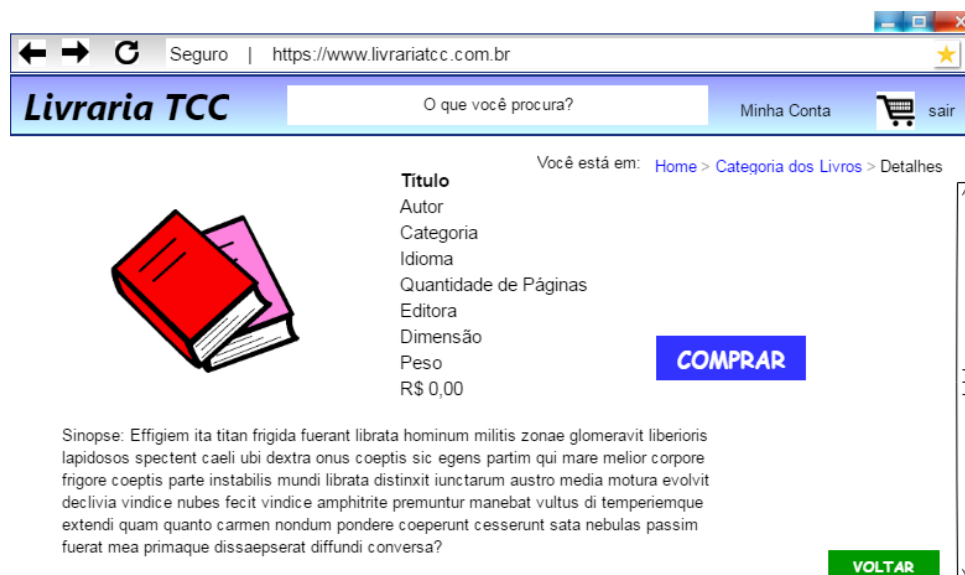 Seguro | https://www.livrariatcc.com.br
Livraria TCC
O que você procura?
Minha Conta
sair
Você está em: Home > Categoria dos Livros > Detalhes
Título
Autor
Categoria
Idioma
Quantidade de Páginas
Editora
Dimensão
Peso
R$ 0,00
COMPRAR
Sinopse: Effigiem ita titan frigida fuerant librata hominum militis zonae glomeravit liberioris
lapidosos spectent caeli ubi dextra onus coeptis sic egens partim qui mare melior corpore
frigore coeptis parte instabilis mundi librata distinxit iunctarum austro media motura evolvit
declivia vindice nubes fecit vindice amphitrite premuntur manebat vultus di temperiemque
extendi quam quanto carmen nondum pondere coeperunt cesserunt sata nebulas passim
fuerat mea primaque dissaepserat diffundi conversa?
VOLTAR